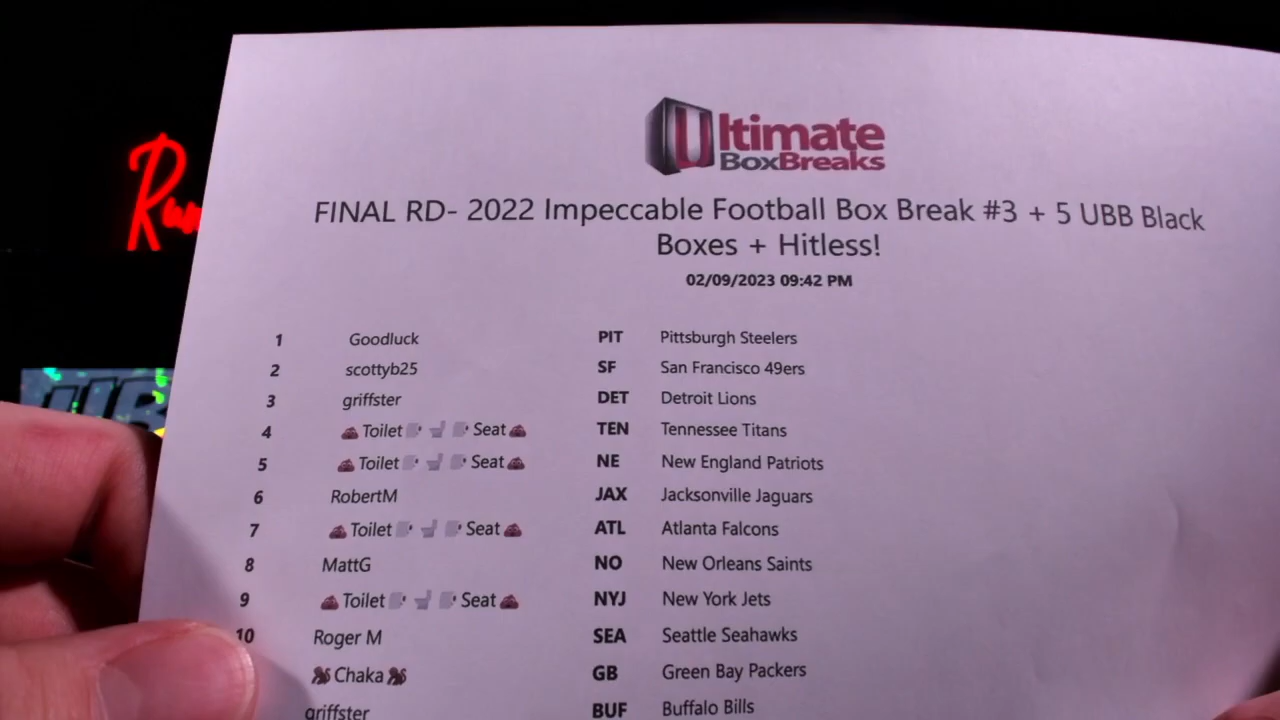 Ultimate
BoxBreaks
FINAL RD- 2022 Impeccable Football Box Break #3 + 5 UBB Black
Boxes + Hitless!
02/09/2023 09:42 PM
1 Goodluck PIT Pittsburgh Steelers
2 scottyb25 SF San Francisco 49ers
3 griffster DET Detroit Lions
4 💩Toilet🧻🚽🧻Seat💩 TEN Tennessee Titans
5 💩Toilet🧻🚽🧻Seat💩 NE New England Patriots
6 RobertM JAX Jacksonville Jaguars
7 💩Toilet🧻🚽🧻Seat💩 ATL Atlanta Falcons
8 MattG NO New Orleans Saints
9 💩Toilet🧻🚽🧻Seat💩 NYJ New York Jets
10 Roger M SEA Seattle Seahawks
Chaka GB Green Bay Packers
griffster BUF Buffalo Bills